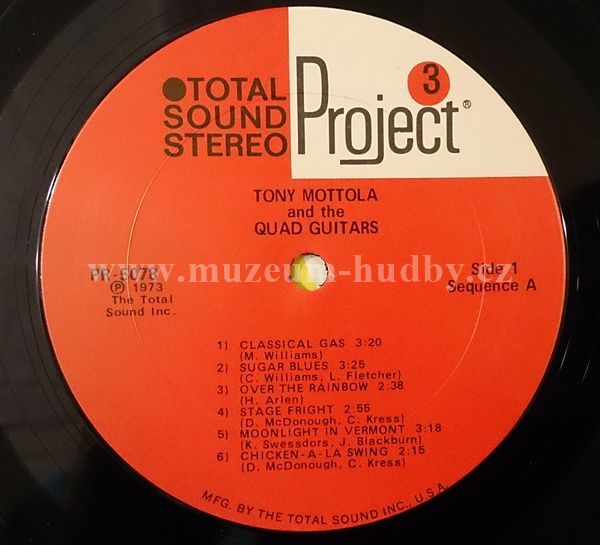 TOTAL
SOUND
STEREO
Project®
3
TONY MOTTOLA
and the
QUAD GUITARS
PR-5078
℗ 1973
The Total
Sound Inc.
www.muzeum-hudby.cz
Side 1
Sequence A
1) CLASSICAL GAS 3:20
(M. Williams)
2) SUGAR BLUES 3:25
(C. Williams, L. Fletcher)
3) OVER THE RAINBOW 2:38
(H. Arlen)
4) STAGE FRIGHT 2:55
(D. McDonough, C. Kress)
5) MOONLIGHT IN VERMONT 3:18
(K. Swessdors, J. Blackburn)
6) CHICKEN-A-LA SWING 2:15
(D. McDonough, C. Kress)
MFG. BY THE TOTAL SOUND INC., U.S.A.